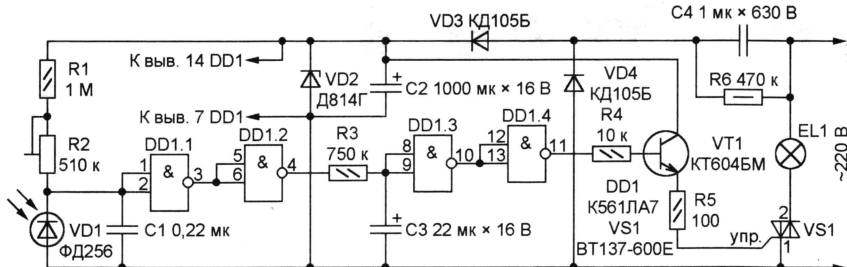 C4 1 мк × 630 В
VD3 КД105Б
К выв. 14 DD1
R1
1 М
VD2
Д814Г
C2 1000 мк × 16 В
VD4
КД105Б
R6 470 к
К выв. 7 DD1
R2
510 к
DD1.1
&
1
2
3
DD1.2
&
5
6
4
R3
750 к
DD1.3
&
8
9
10
DD1.4
&
12
13
11
R4
10 к
VT1
КТ604БМ
EL1
~220 В
DD1
К561ЛА7
VS1
BT137-600E
R5
100
упр.
2
1
VS1
VD1
ФД256
C1 0,22 мк
C3 22 мк × 16 В
+
+